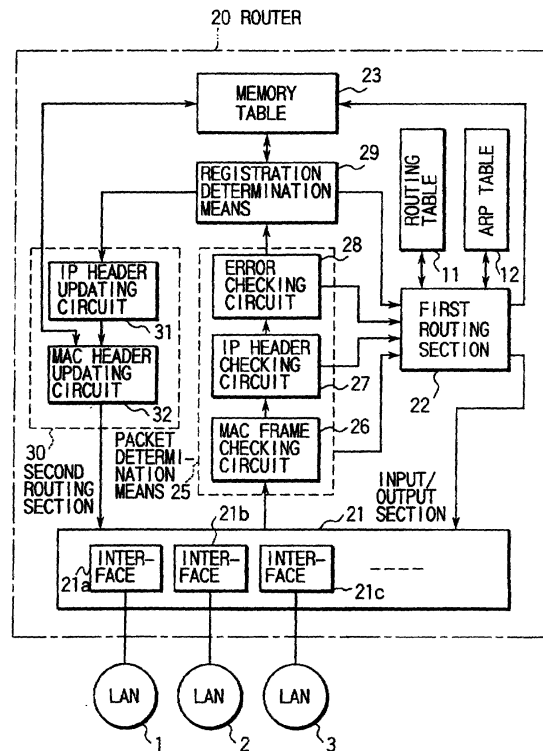 20 ROUTER
23
MEMORY
TABLE
29
REGISTRATION
DETERMINATION
MEANS
ROUTING
TABLE
11
ARP TABLE
12
28
ERROR
CHECKING
CIRCUIT
IP HEADER
UPDATING
CIRCUIT
31
FIRST
ROUTING
SECTION
22
IP HEADER
CHECKING
CIRCUIT
27
MAC HEADER
UPDATING
CIRCUIT
32
26
MAC FRAME
CHECKING
CIRCUIT
30
SECOND
ROUTING
SECTION
PACKET
DETERMI-
NATION
MEANS 25
INPUT/
OUTPUT
SECTION
21
21b
INTER-
FACE
21a
INTER-
FACE
INTER-
FACE
21c
LAN
1
LAN
2
LAN
3